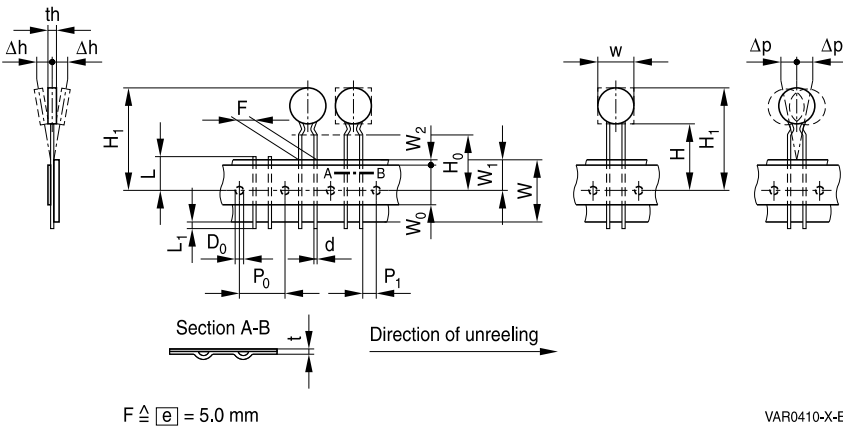 th
Δh Δh
w
Δp Δp
F
H₁
L
W₂
H₀
W₁
W
A B
H
H₁
L₁
W₀
D₀
d
P₀
P₁
Section A-B
t
Direction of unreeling
F ≙ e = 5.0 mm
VAR0410-X-E